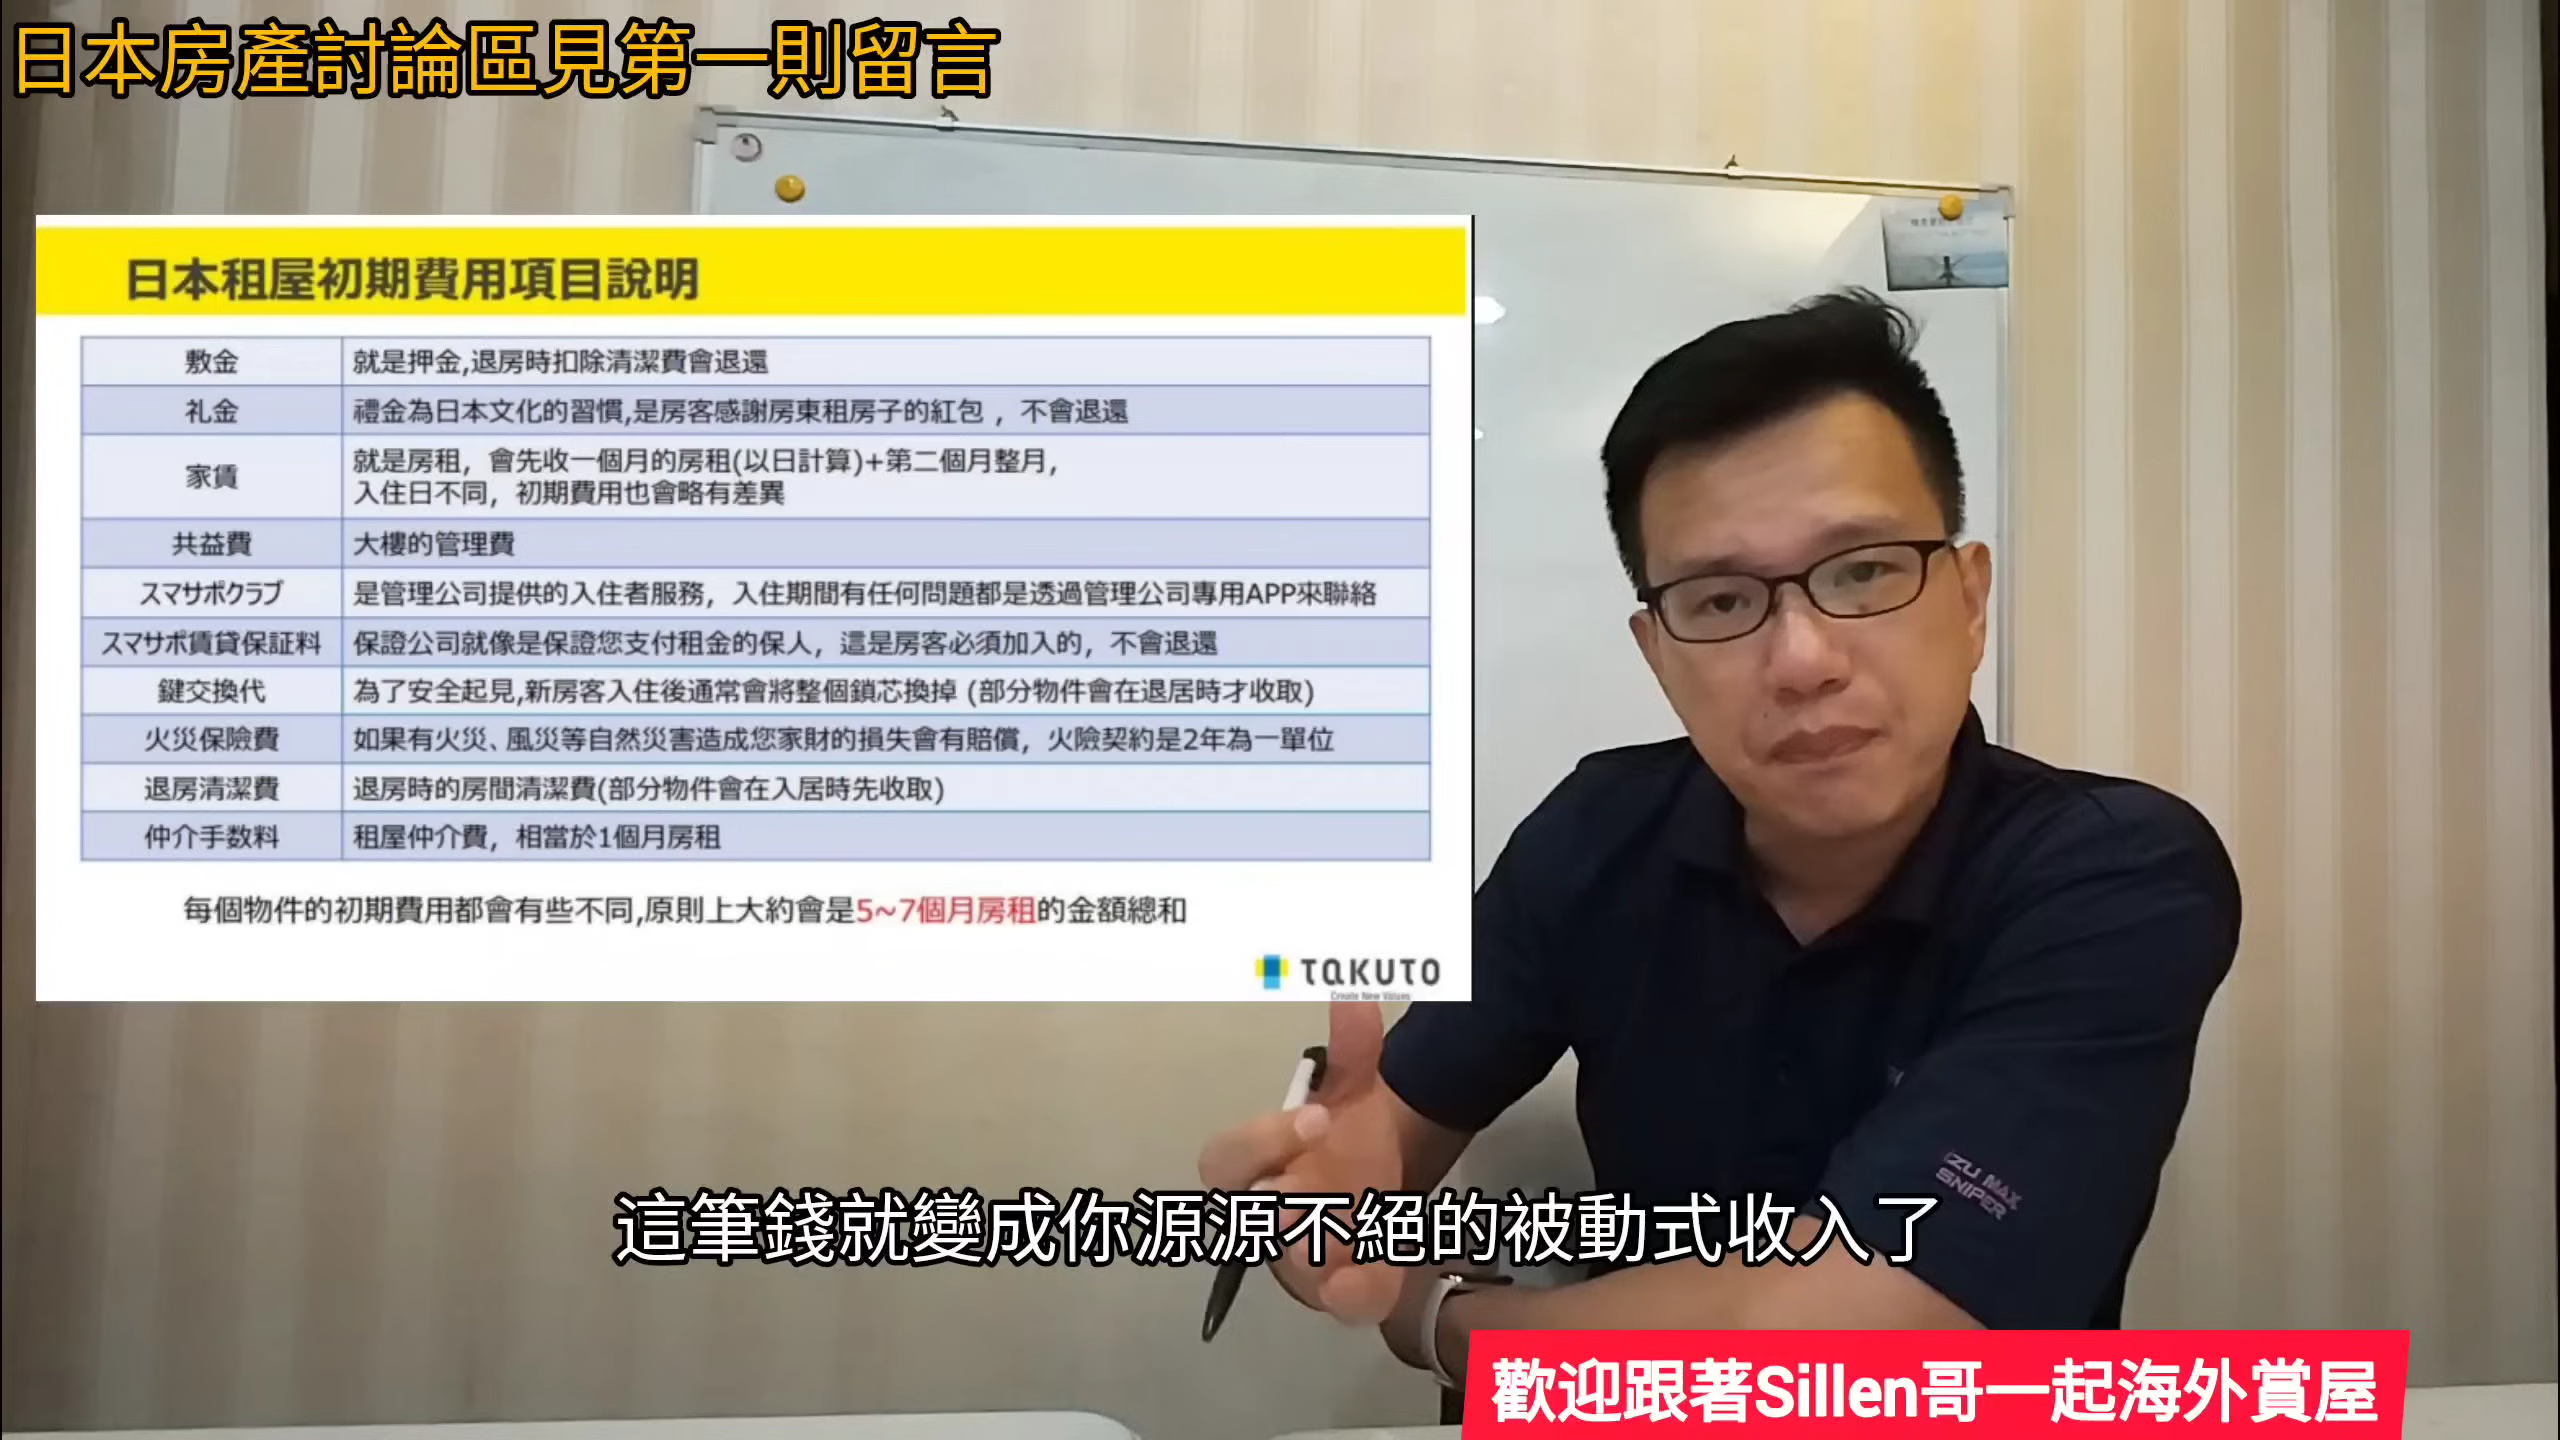 日本房產討論區見第一則留言
日本租屋初期費用項目說明
敷金 就是押金,退房時扣除清潔費會退還
礼金 禮金為日本文化的習慣,是房客感謝房東租房子的紅包，不會退還
家賃 就是房租，會先收一個月的房租(以日計算)+第二個月整月，
入住日不同，初期費用也會略有差異
共益費 大樓的管理費
スマサポクラブ 是管理公司提供的入住者服務，入住期間有任何問題都是透過管理公司專用APP來聯絡
スマサポ賃貸保証料 保證公司就像是保證您支付租金的保人，這是房客必須加入的，不會退還
鍵交換代 為了安全起見,新房客入住後通常會將整個鎖芯換掉 (部分物件會在退居時才收取)
火災保險費 如果有火災、風災等自然災害造成您家財的損失會有賠償，火險契約是2年為一單位
退房清潔費 退房時的房間清潔費(部分物件會在入居時先收取)
仲介手数料 租屋仲介費，相當於1個月房租
每個物件的初期費用都會有些不同,原則上大約會是5~7個月房租的金額總和
TAKUTO
Create New Values
IZU MAX
SNIPER
這筆錢就變成你源源不絕的被動式收入了
歡迎跟著Sillen哥一起海外賞屋